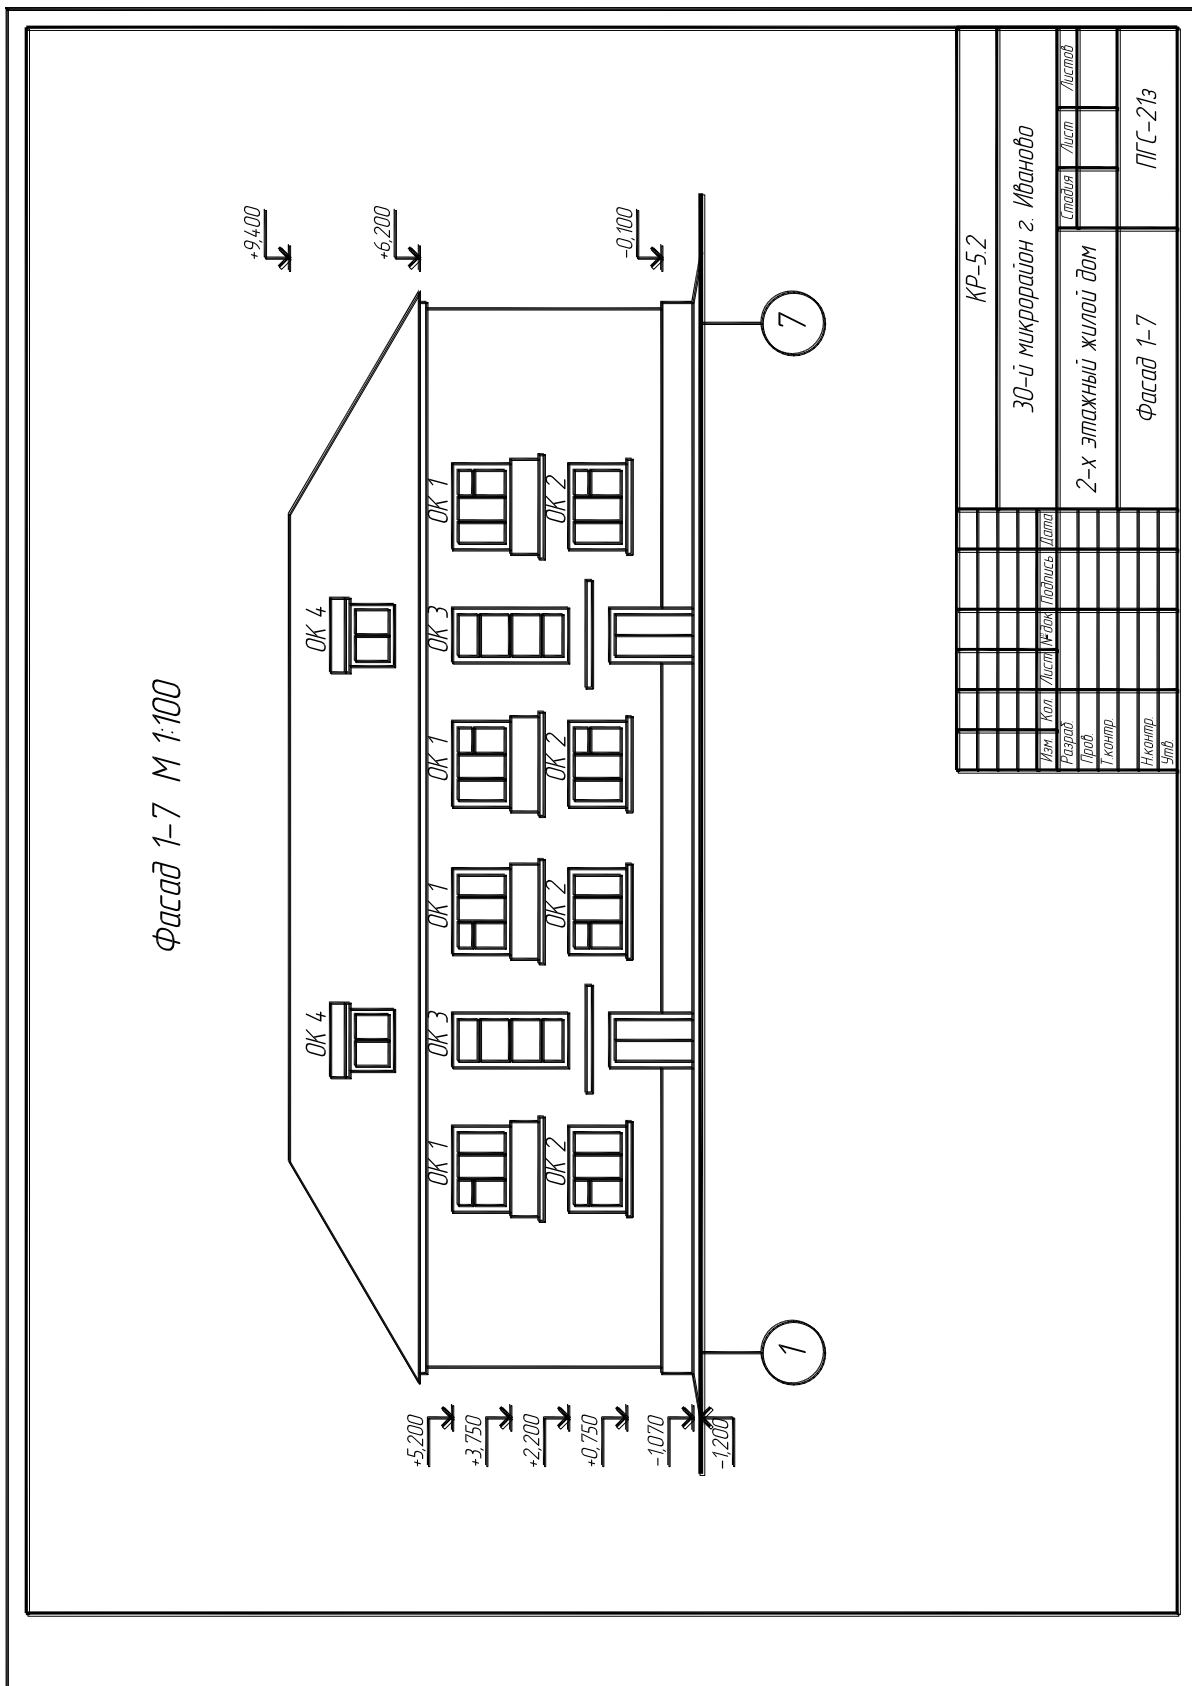 Фасад 1-7 М 1:100
+9,400
+6,200
-0,100
+5,200
+3,750
+2,200
+0,750
-1,070
-1,200
ОК 4
ОК 4
ОК 1
ОК 3
ОК 1
ОК 1
ОК 3
ОК 1
ОК 2
ОК 2
ОК 2
ОК 2
1
7
КР-5.2
30-й микрорайон г. Иваново
Изм. Кол. Лист №док Подпись Дата
Разраб.
Пров.
Т.контр.
Н.контр.
Утв.
2-х этажный жилой дом
Стадия Лист Листов
Фасад 1-7
ПГС-21з